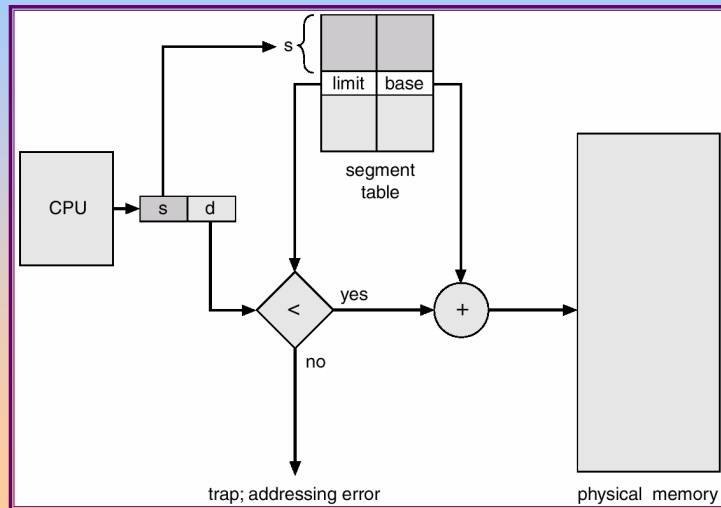 s
limit base
segment
table
CPU
s d
<
yes
+
no
trap; addressing error
physical memory